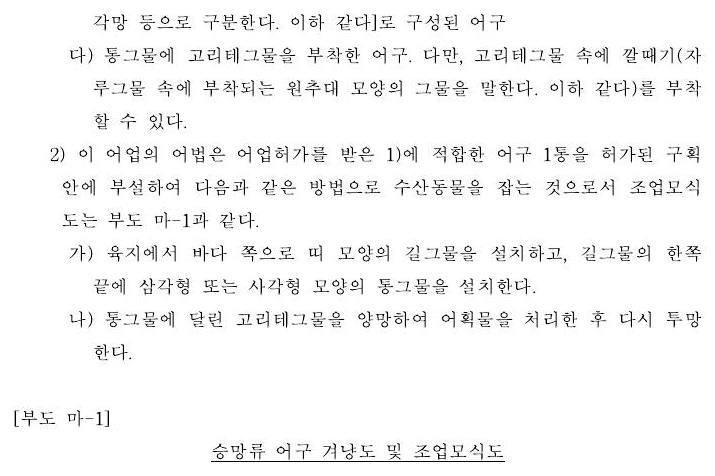 각망 등으로 구분한다. 이하 같다]로 구성된 어구
다) 통그물에 고리테그물을 부착한 어구. 다만, 고리테그물 속에 깔때기(자
루그물 속에 부착되는 원추대 모양의 그물을 말한다. 이하 같다)를 부착
할 수 있다.
2) 이 어업의 어법은 어업허가를 받은 1)에 적합한 어구 1통을 허가된 구획
안에 부설하여 다음과 같은 방법으로 수산동물을 잡는 것으로서 조업모식
도는 부도 마-1과 같다.
가) 육지에서 바다 쪽으로 띠 모양의 길그물을 설치하고, 길그물의 한쪽
끝에 삼각형 또는 사각형 모양의 통그물을 설치한다.
나) 통그물에 달린 고리테그물을 양망하여 어획물을 처리한 후 다시 투망
한다.
[부도 마-1]
승망류 어구 겨냥도 및 조업모식도